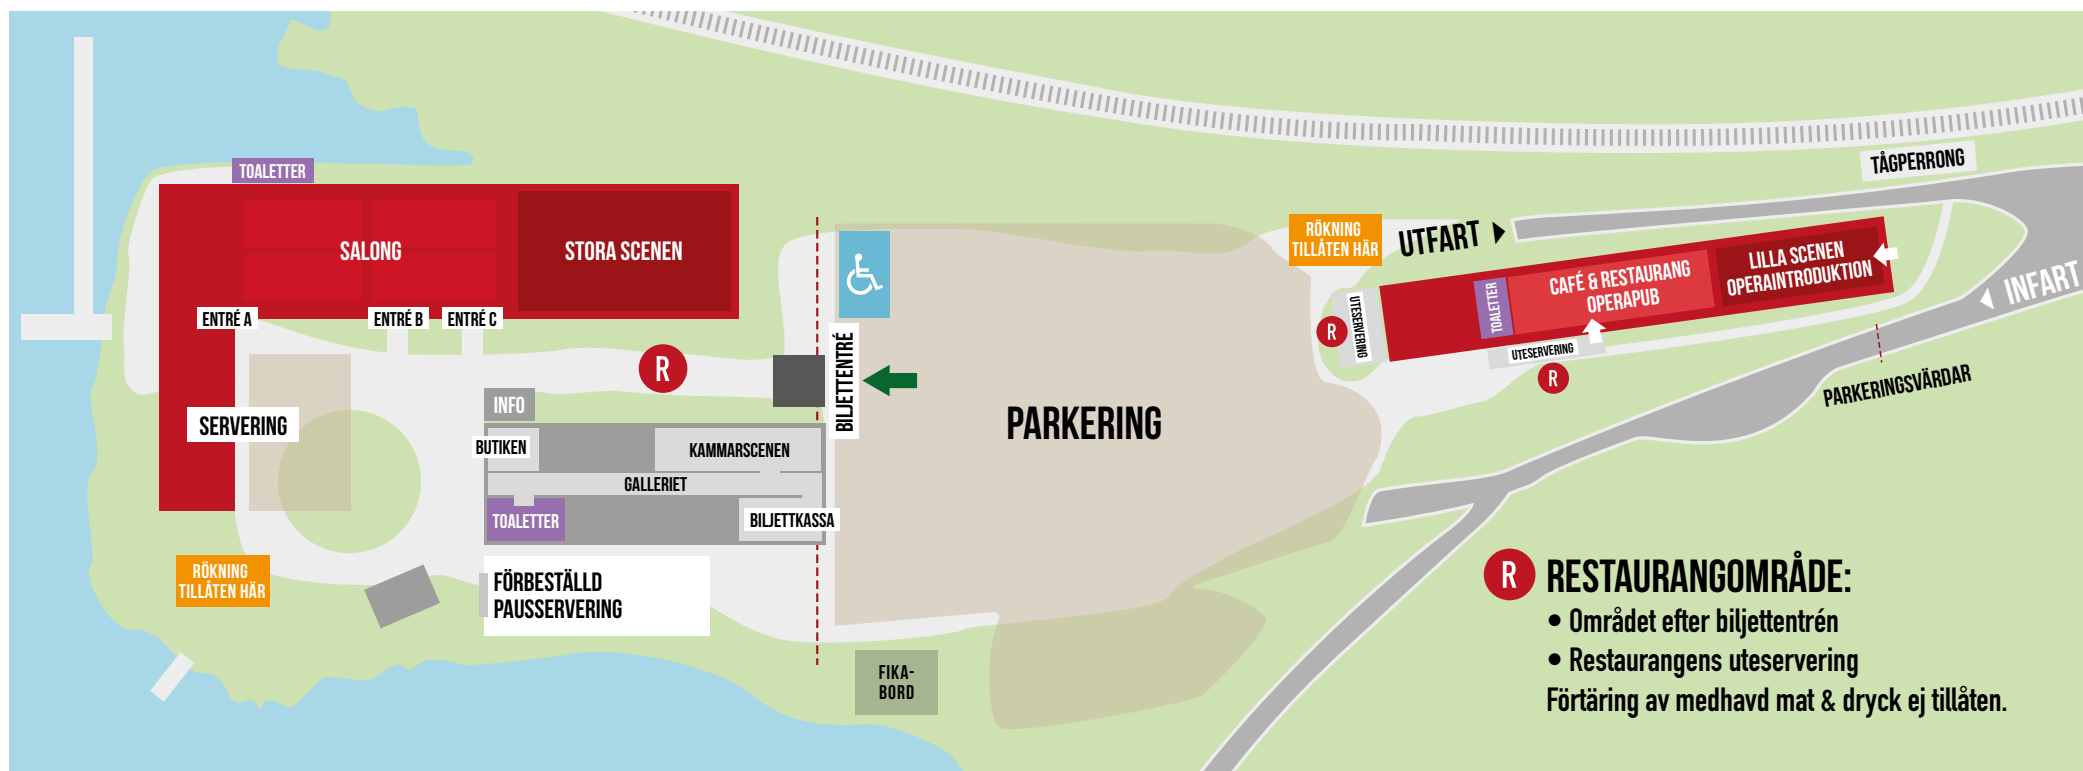 TOALETTER
SALONG
STORA SCENEN
ENTRÉ A
ENTRÉ B
ENTRÉ C
SERVERING
R
INFO
BUTIKEN
KAMMARSCENEN
GALLERIET
TOALETTER
BILJETTKASSA
RÖKNING
TILLÅTEN HÄR
FÖRBESTÄLLD
PAUSSERVERING
BILJETTENTRÉ
PARKERING
FIKA-
BORD
RÖKNING
TILLÅTEN HÄR
UTFART
TÅGPERRONG
UTESERVERING
R
TOALETTER
CAFÉ & RESTAURANG
OPERAPUB
LILLA SCENEN
OPERAINTRODUKTION
INFART
UTESERVERING
R
PARKERINGSVÄRDAR
R RESTAURANGOMRÅDE:
• Området efter biljettentrén
• Restaurangens uteservering
Förtäring av medhavd mat & dryck ej tillåten.